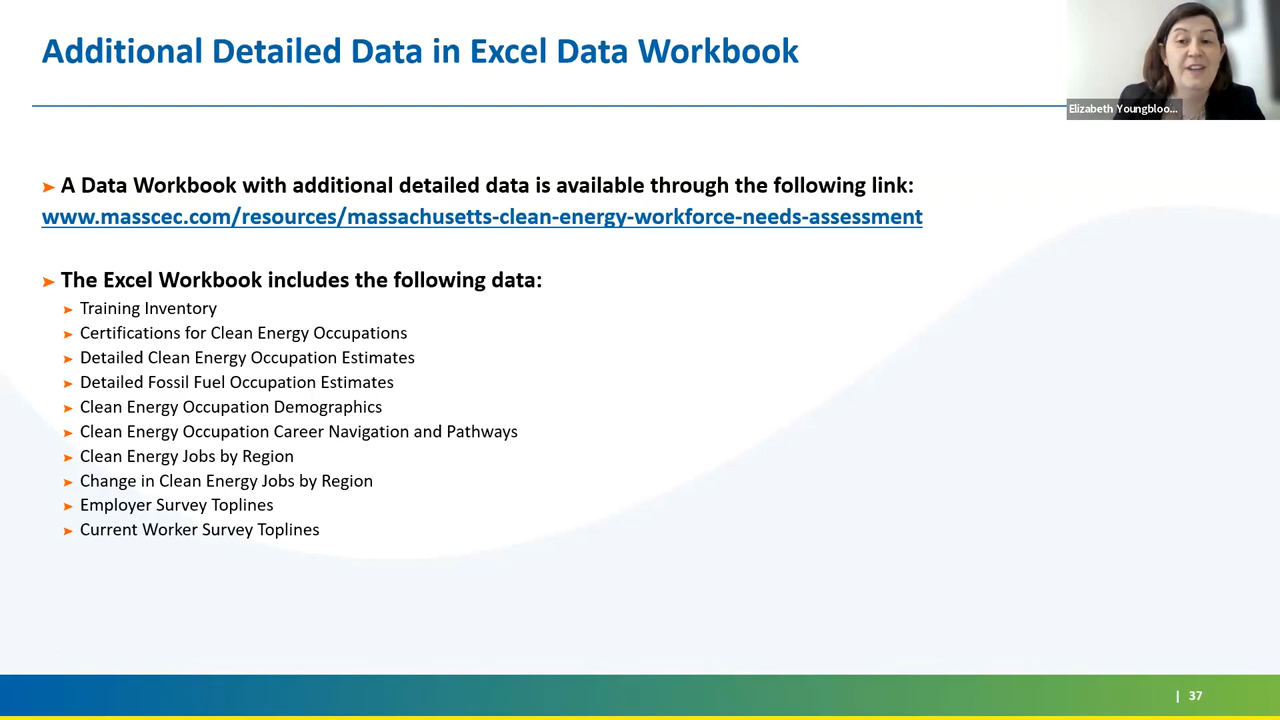 Additional Detailed Data in Excel Data Workbook
Elizabeth Youngbloo...
➤ A Data Workbook with additional detailed data is available through the following link:
www.masscec.com/resources/massachusetts-clean-energy-workforce-needs-assessment
➤ The Excel Workbook includes the following data:
➤ Training Inventory
➤ Certifications for Clean Energy Occupations
➤ Detailed Clean Energy Occupation Estimates
➤ Detailed Fossil Fuel Occupation Estimates
➤ Clean Energy Occupation Demographics
➤ Clean Energy Occupation Career Navigation and Pathways
➤ Clean Energy Jobs by Region
➤ Change in Clean Energy Jobs by Region
➤ Employer Survey Toplines
➤ Current Worker Survey Toplines
| 37